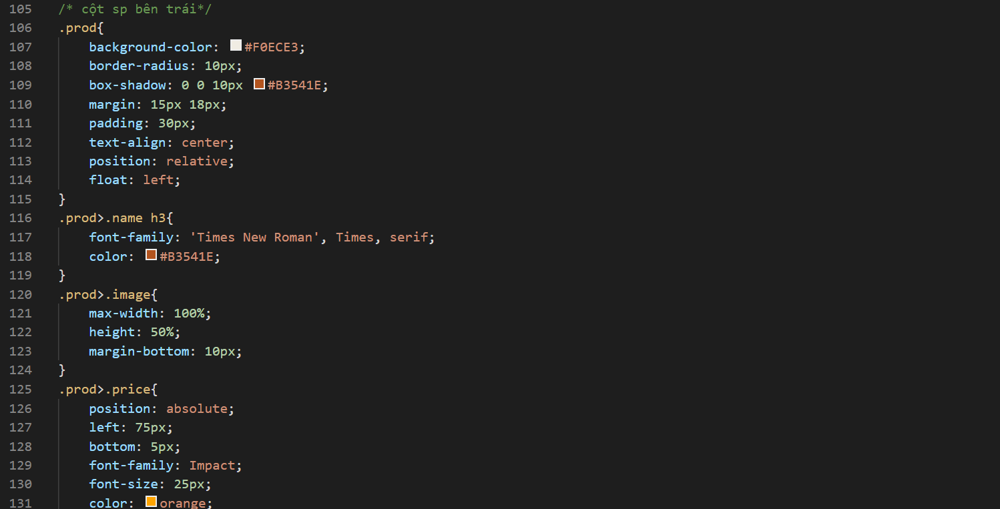 105 /* cột sp bên trái*/
106 .prod{
107 background-color: #F0ECE3;
108 border-radius: 10px;
109 box-shadow: 0 0 10px #B3541E;
110 margin: 15px 18px;
111 padding: 30px;
112 text-align: center;
113 position: relative;
114 float: left;
115 }
116 .prod>.name h3{
117 font-family: 'Times New Roman', Times, serif;
118 color: #B3541E;
119 }
120 .prod>.image{
121 max-width: 100%;
122 height: 50%;
123 margin-bottom: 10px;
124 }
125 .prod>.price{
126 position: absolute;
127 left: 75px;
128 bottom: 5px;
129 font-family: Impact;
130 font-size: 25px;
131 color: orange;